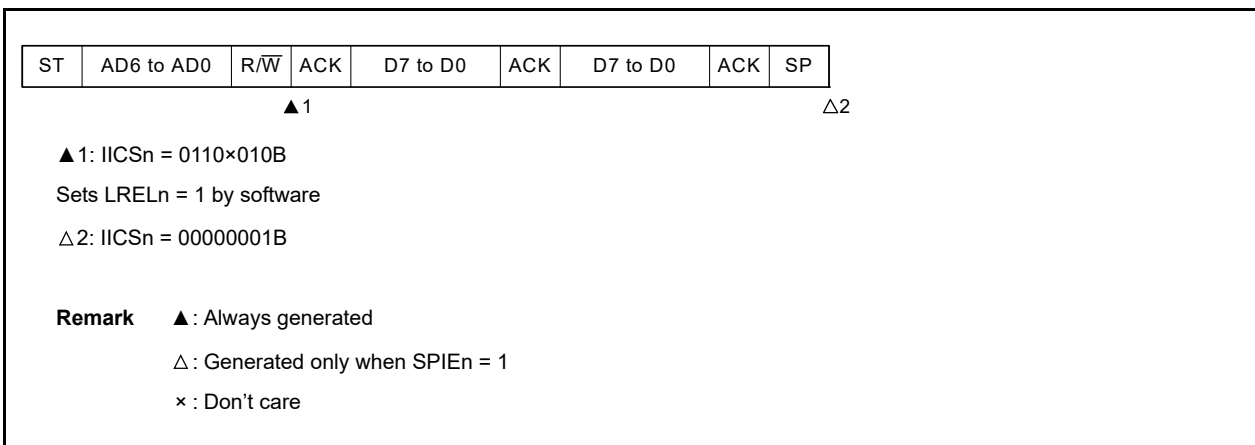 ST AD6 to AD0 R/W̅ ACK D7 to D0 ACK D7 to D0 ACK SP
▲1 △2
▲1: IICSn = 0110×010B
Sets LRELn = 1 by software
△2: IICSn = 00000001B
Remark ▲: Always generated
△: Generated only when SPIEn = 1
×: Don’t care